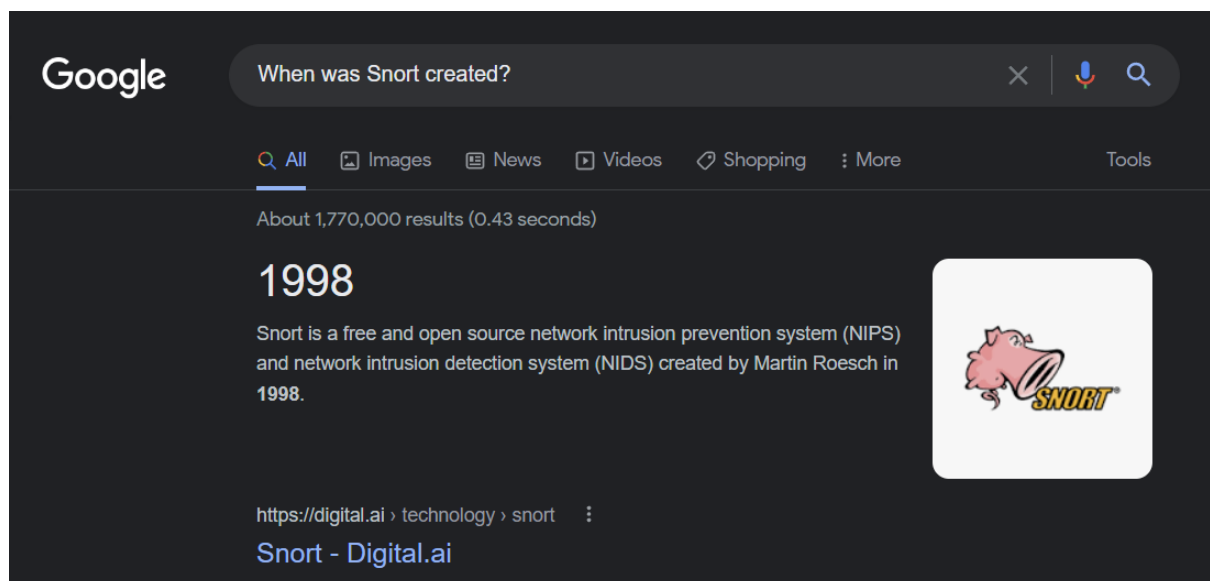 Google
When was Snort created?
All Images News Videos Shopping More Tools
About 1,770,000 results (0.43 seconds)
1998
Snort is a free and open source network intrusion prevention system (NIPS)
and network intrusion detection system (NIDS) created by Martin Roesch in
1998.
SNORT®
https://digital.ai › technology › snort
Snort - Digital.ai